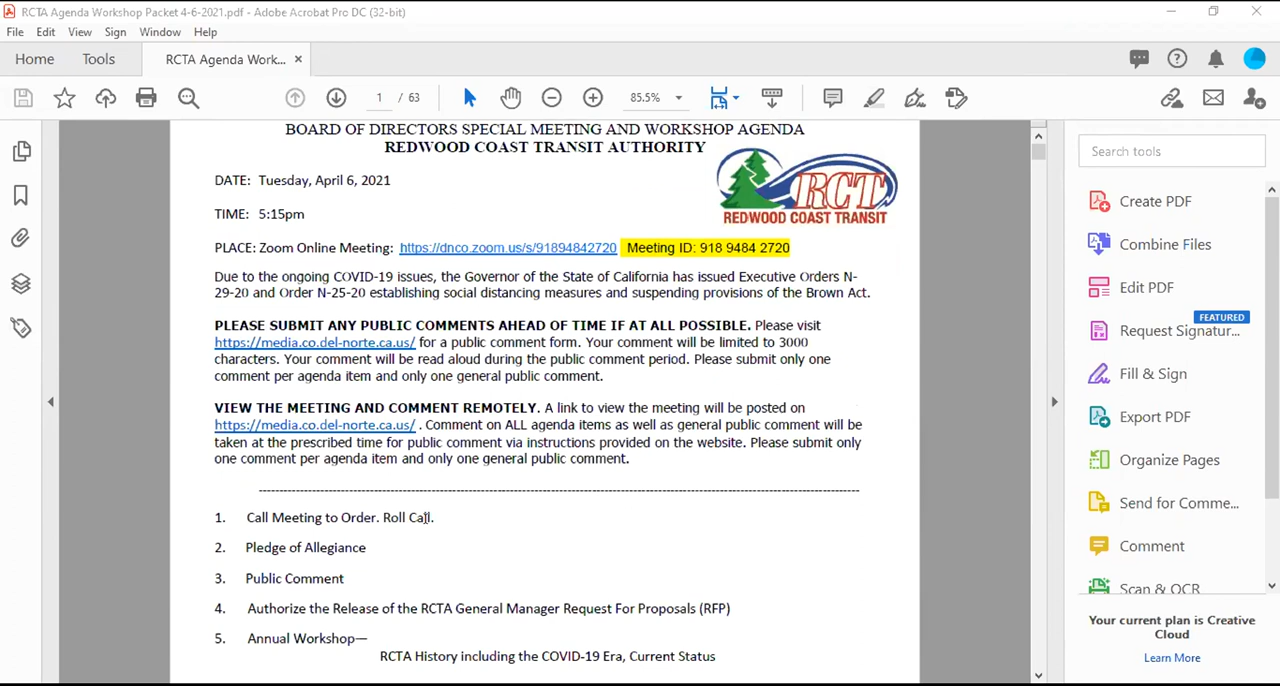 RCTA Agenda Workshop Packet 4-6-2021.pdf - Adobe Acrobat Pro DC (32-bit)
File Edit View Sign Window Help
Home Tools RCTA Agenda Work... ×
1 / 63 85.5%
BOARD OF DIRECTORS SPECIAL MEETING AND WORKSHOP AGENDA
REDWOOD COAST TRANSIT AUTHORITY
RCT
REDWOOD COAST TRANSIT
DATE: Tuesday, April 6, 2021
TIME: 5:15pm
PLACE: Zoom Online Meeting: https://dnco.zoom.us/s/91894842720 Meeting ID: 918 9484 2720
Due to the ongoing COVID-19 issues, the Governor of the State of California has issued Executive Orders N-
29-20 and Order N-25-20 establishing social distancing measures and suspending provisions of the Brown Act.
PLEASE SUBMIT ANY PUBLIC COMMENTS AHEAD OF TIME IF AT ALL POSSIBLE. Please visit
https://media.co.del-norte.ca.us/ for a public comment form. Your comment will be limited to 3000
characters. Your comment will be read aloud during the public comment period. Please submit only one
comment per agenda item and only one general public comment.
VIEW THE MEETING AND COMMENT REMOTELY. A link to view the meeting will be posted on
https://media.co.del-norte.ca.us/ . Comment on ALL agenda items as well as general public comment will be
taken at the prescribed time for public comment via instructions provided on the website. Please submit only
one comment per agenda item and only one general public comment.
1. Call Meeting to Order. Roll Call.
2. Pledge of Allegiance
3. Public Comment
4. Authorize the Release of the RCTA General Manager Request For Proposals (RFP)
5. Annual Workshop—
RCTA History including the COVID-19 Era, Current Status
Search tools
Create PDF
Combine Files
Edit PDF
FEATURED
Request Signatur...
Fill & Sign
Export PDF
Organize Pages
Send for Comme...
Comment
Scan & OCR
Your current plan is Creative
Cloud
Learn More